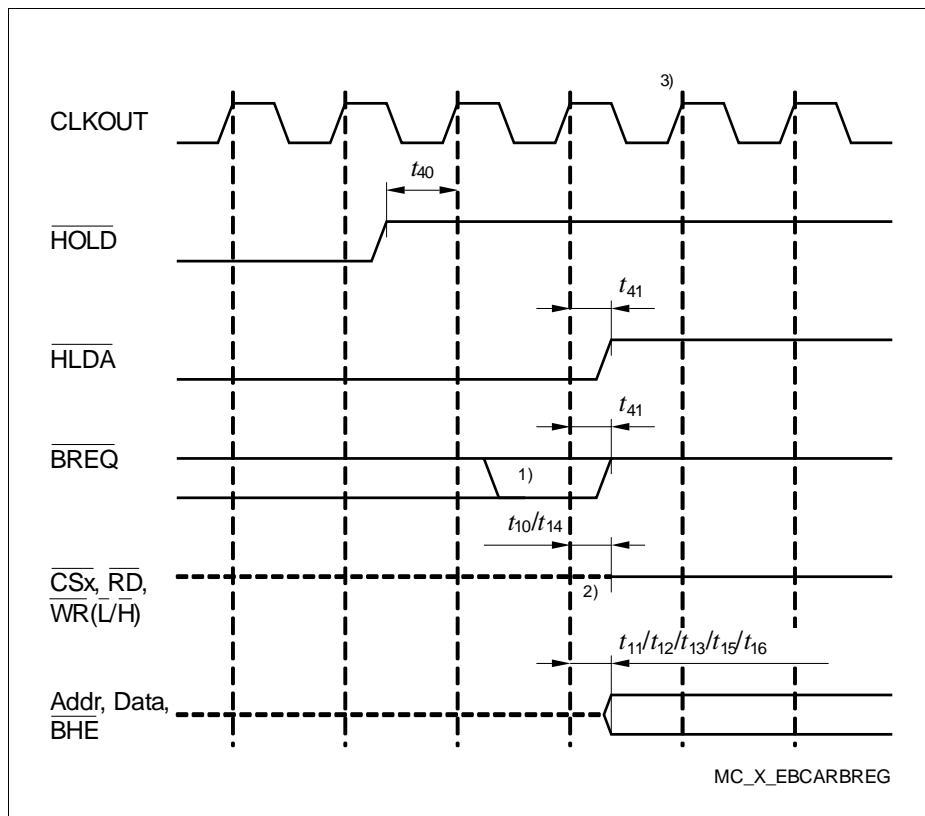 3)
CLKOUT
t40
HOLD
t41
HLDA
t41
BREQ
1)
t10/t14
CSx, RD,
WR(L/H)
2)
t11/t12/t13/t15/t16
Addr, Data,
BHE
MC_X_EBCARBREG